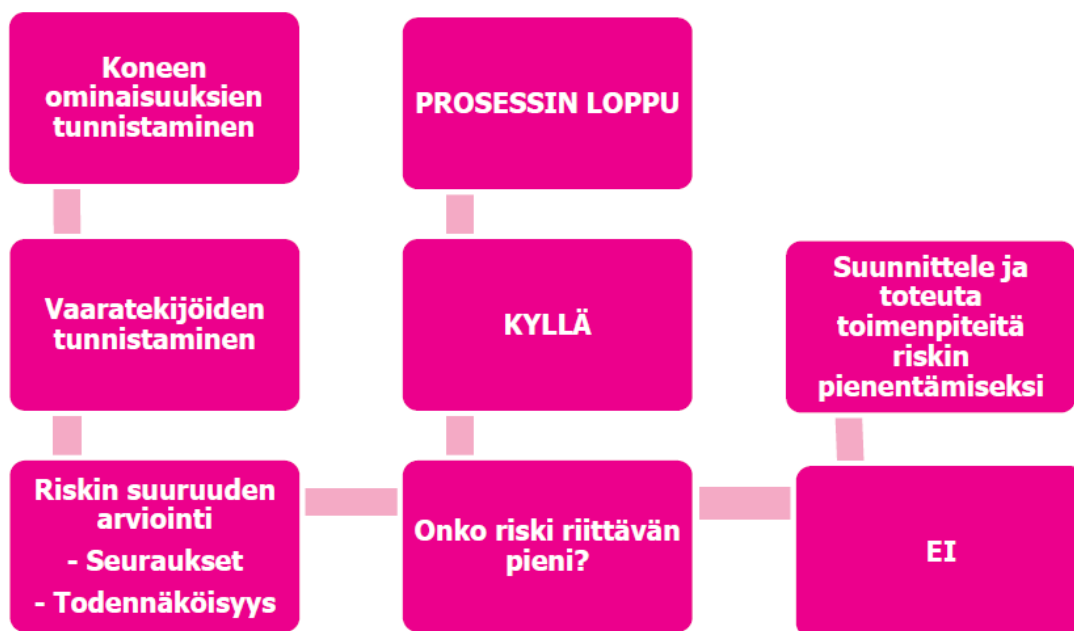 Koneen
ominaisuuksien
tunnistaminen
Vaaratekijöiden
tunnistaminen
Riskin suuruuden
arviointi
- Seuraukset
- Todennäköisyys
Onko riski riittävän
pieni?
KYLLÄ
PROSESSIN LOPPU
EI
Suunnittele ja
toteuta
toimenpiteitä
riskin
pienentämiseksi